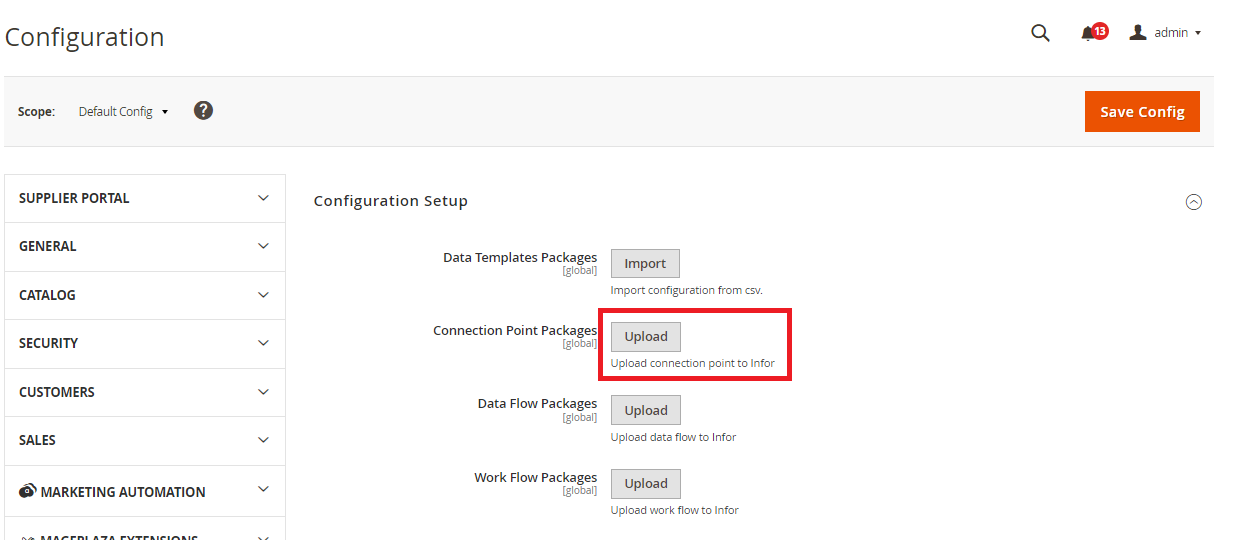 Configuration
13
admin
Scope: Default Config ?
Save Config
SUPPLIER PORTAL
GENERAL
CATALOG
SECURITY
CUSTOMERS
SALES
MARKETING AUTOMATION
MAGEPLAZA EXTENSIONS
Configuration Setup
Data Templates Packages
[global]
Import
Import configuration from csv.
Connection Point Packages
[global]
Upload
Upload connection point to Infor
Data Flow Packages
[global]
Upload
Upload data flow to Infor
Work Flow Packages
[global]
Upload
Upload work flow to Infor